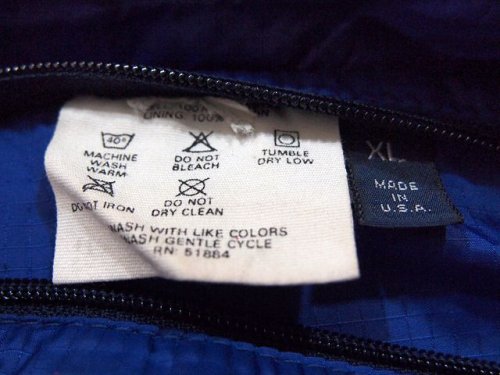 LINING: 100%
40°
MACHINE WASH WARM
DO NOT BLEACH
TUMBLE DRY LOW
DO NOT IRON
DO NOT DRY CLEAN
WASH WITH LIKE COLORS
WASH GENTLE CYCLE
RN: 51884
XL
MADE IN
U.S.A.